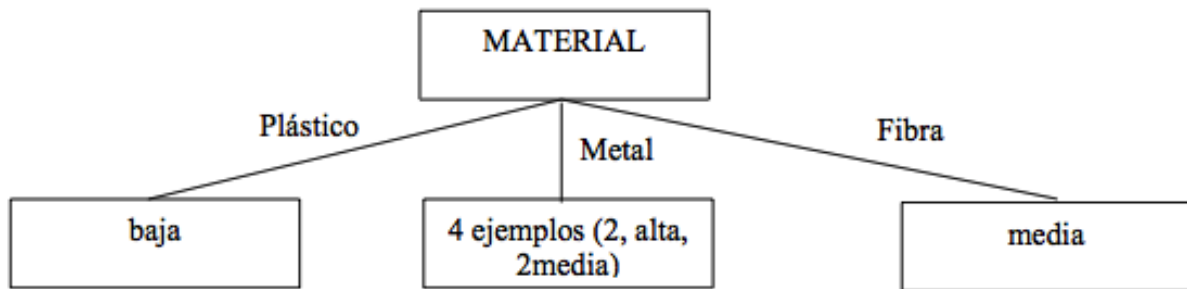 MATERIAL
Plástico
Metal
Fibra
baja
4 ejemplos (2, alta,
2media)
media